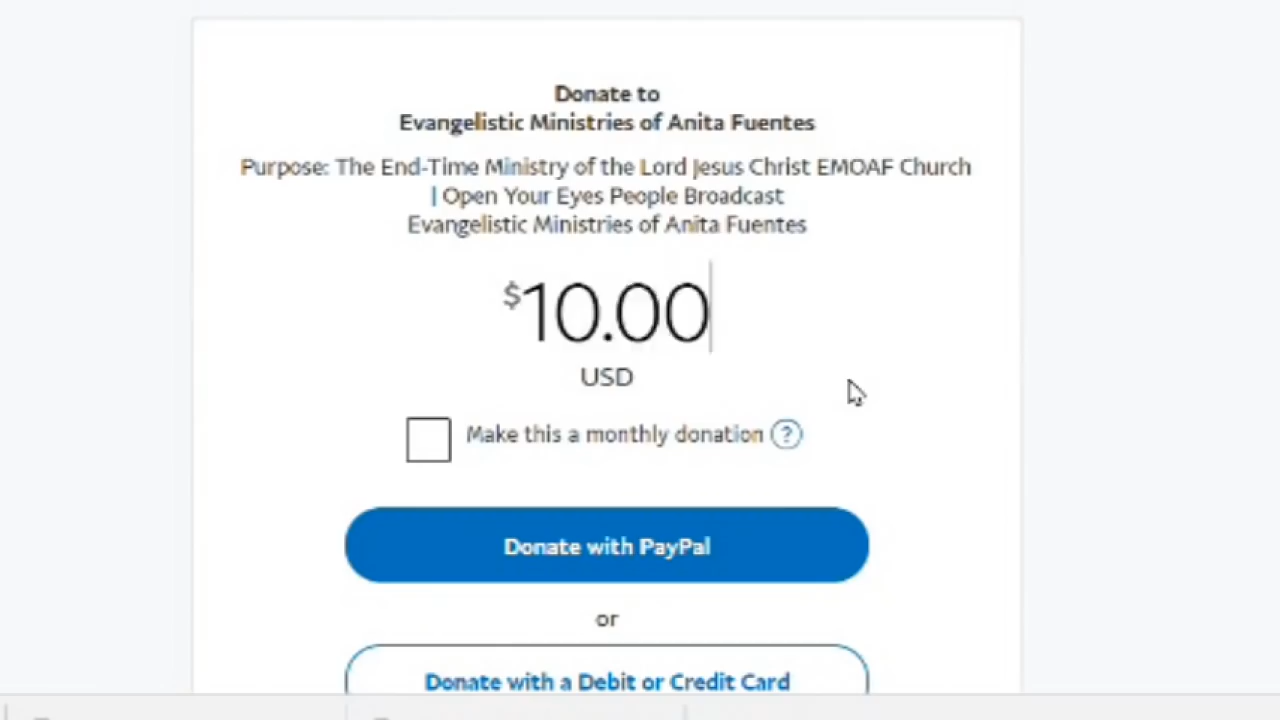 Donate to
Evangelistic Ministries of Anita Fuentes
Purpose: The End-Time Ministry of the Lord Jesus Christ EMOAF Church
| Open Your Eyes People Broadcast
Evangelistic Ministries of Anita Fuentes
$10.00
USD
Make this a monthly donation ?
Donate with PayPal
or
Donate with a Debit or Credit Card